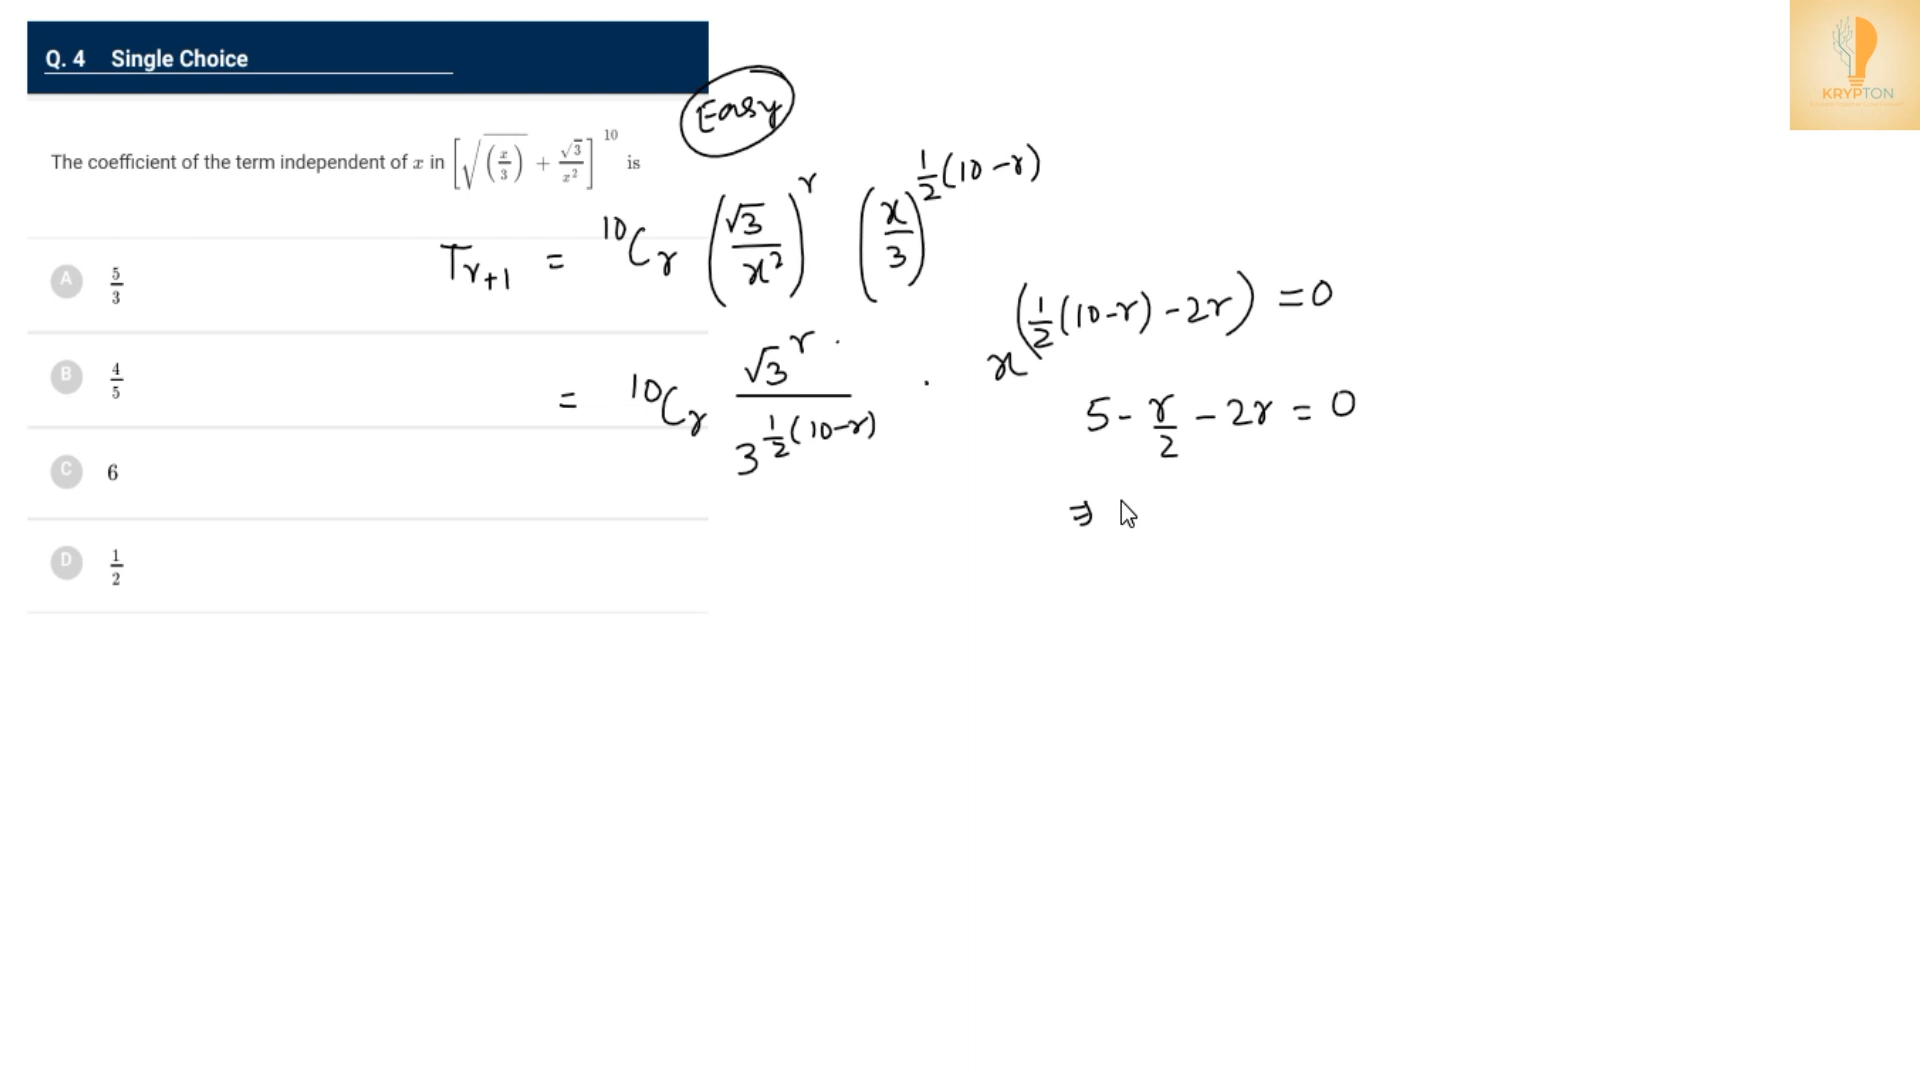 Q. 4 Single Choice
KRYPTON
Easy
The coefficient of the term independent of x in [√(x/3) + √3/x²]^10 is
T_{r+1} = ^{10}C_r (√3/x²)^r (x/3)^{1/2(10-r)}
A 5/3
= ^{10}C_r √3^r / 3^{1/2(10-r)} · x^{(1/2(10-r)-2r)} = 0
B 4/5
5 - r/2 - 2r = 0
C 6
⇒
D 1/2